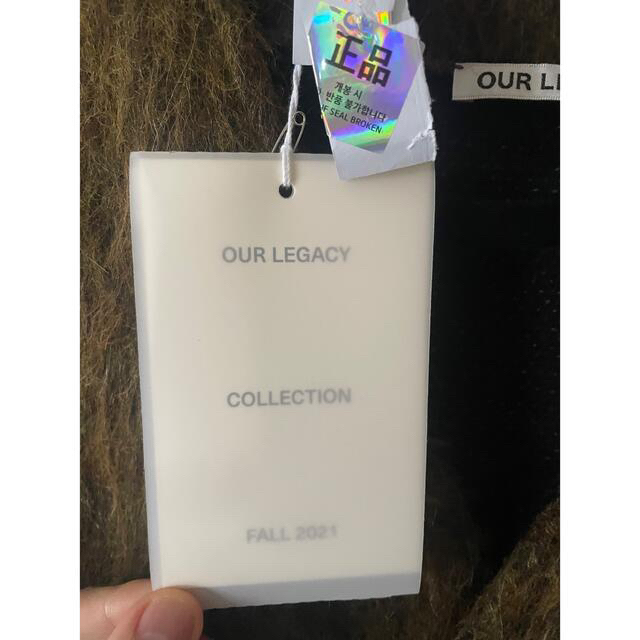 正品
개봉 시
반품 불가합니다
OF SEAL BROKEN
OUR LE
OUR LEGACY
COLLECTION
FALL 2021